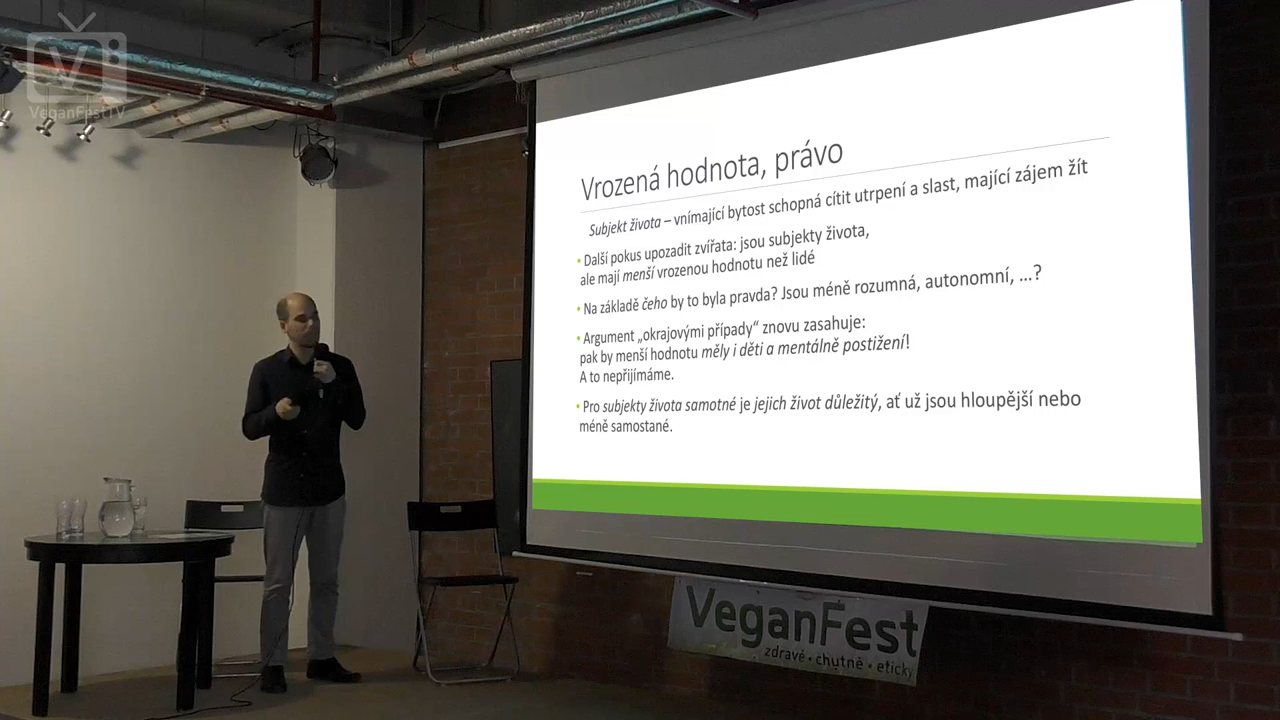 VeganFestTV
Vrozená hodnota, právo
Subjekt života – vnímající bytost schopná cítit utrpení a slast, mající zájem žít
• Další pokus upozadit zvířata: jsou subjekty života,
ale mají menší vrozenou hodnotu než lidé
• Na základě čeho by to byla pravda? Jsou méně rozumná, autonomní, …?
• Argument „okrajovými případy“ znovu zasahuje:
pak by menší hodnotu měly i děti a mentálně postižení!
A to nepřijímáme.
• Pro subjekty života samotné je jejich život důležitý, ať už jsou hloupější nebo
méně samostané.
VeganFest
zdravě • chutně • eticky